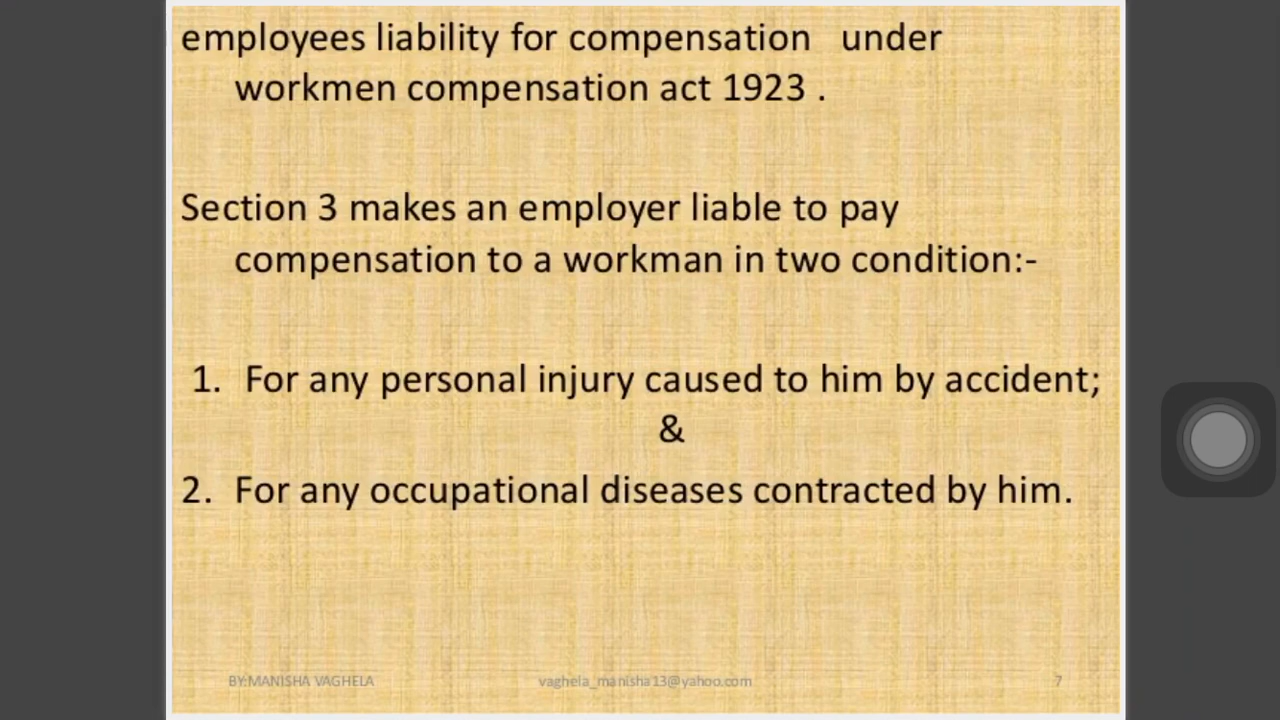 employees liability for compensation under
workmen compensation act 1923 .
Section 3 makes an employer liable to pay
compensation to a workman in two condition:-
1. For any personal injury caused to him by accident;
&
2. For any occupational diseases contracted by him.
BY:MANISHA VAGHELA vaghela_manisha13@yahoo.com 7